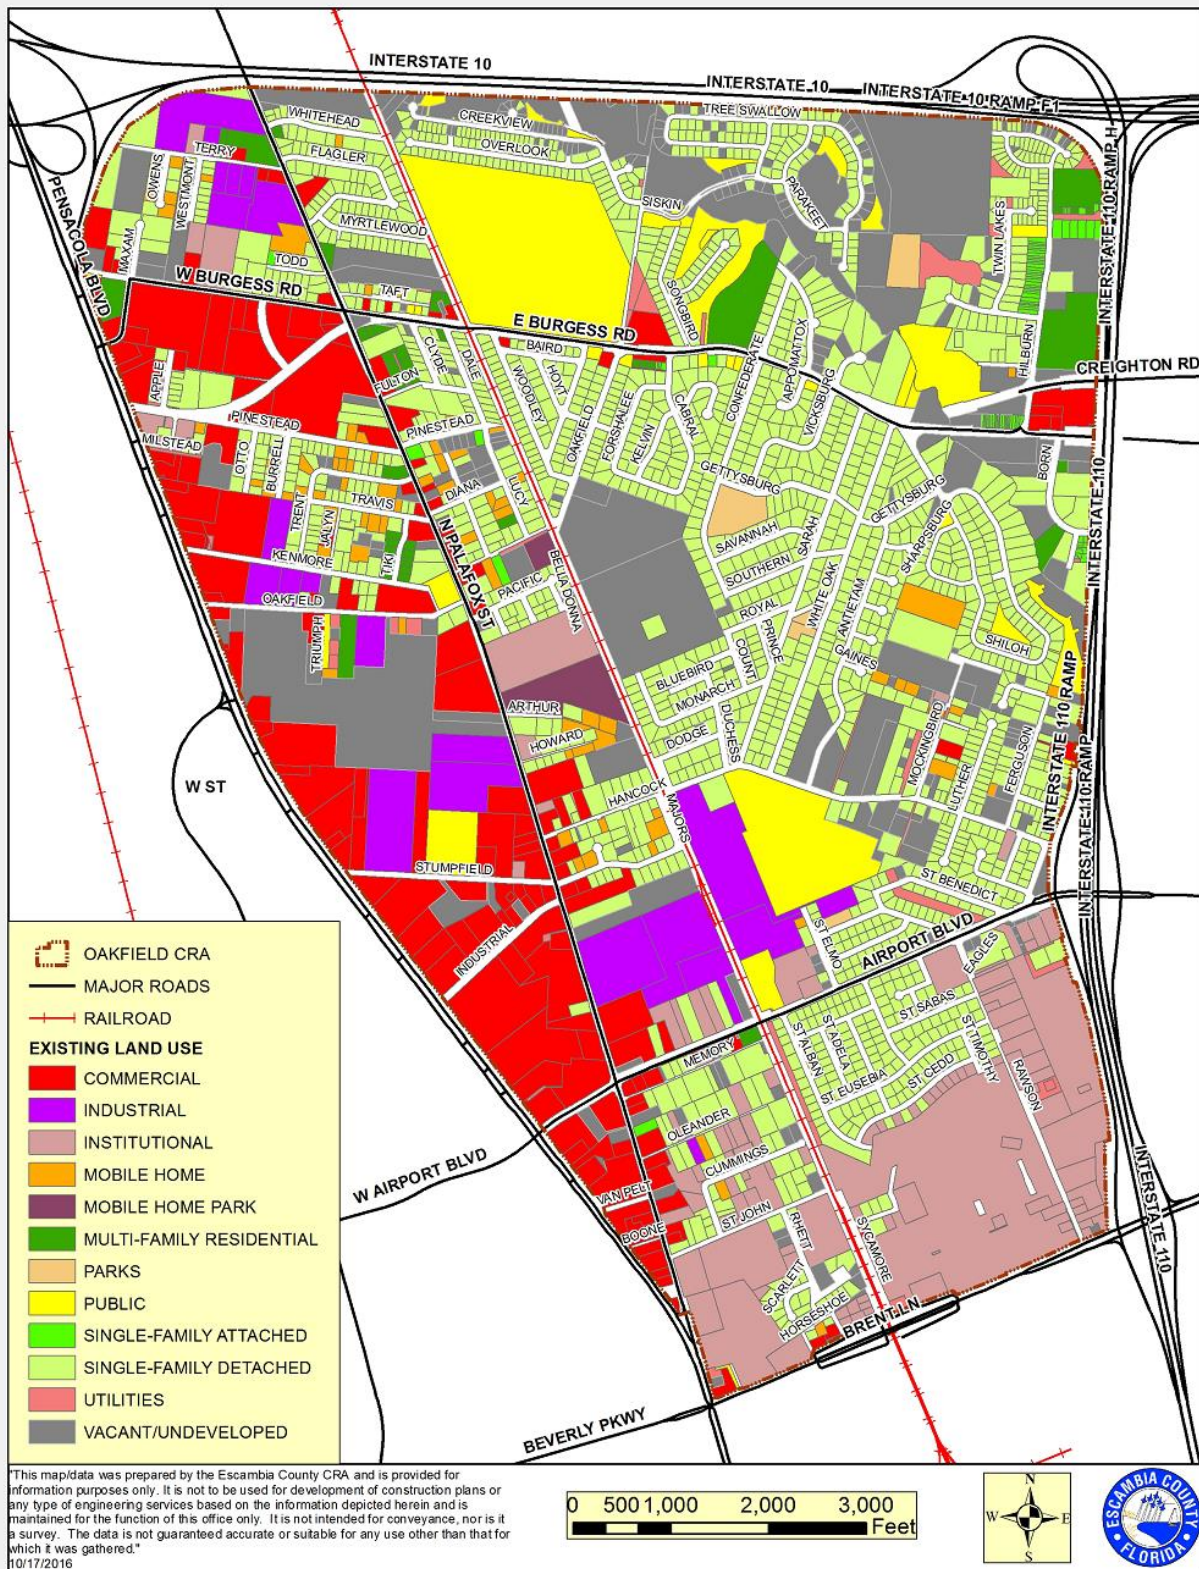 INTERSTATE 10
INTERSTATE 10
INTERSTATE 10 RAMP F1
WHITEHEAD
CREEKVIEW
TREE SWALLOW
TERRY
FLAGLER
OVERLOOK
INTERSTATE 110 RAMP H
OWENS
WESTMONT
PENSACOLA BLVD
SISKIN
PARAKEET
MYRTLEWOOD
TWIN LAKES
MAXAM
TODD
W BURGESS RD
TAFT
SONGBIRD
E BURGESS RD
APPOMATTOX
HILBURN
BAIRD
CLYDE
DALE
CREIGHTON RD
APPLE
FULTON
WOODLEY
HOYT
CONFEDERATE
VICKSBURG
PINESTEAD
PINESTEAD
OAKFIELD
FORSHALEE
KELVIN
CABRAL
MILSTEAD
OTTO
BURRELL
BORN
GETTYSBURG
GETTYSBURG
TRENT
TRAVIS
DIANA
LUCY
INTERSTATE 110
JALYN
SARAH
SHARPSBURG
SAVANNAH
N PALAFOX ST
KENMORE
TIKI
BELLA DONNA
SOUTHERN
WHITE OAK
PACIFIC
OAKFIELD
ROYAL
ANTIETAM
TRIUMPH
PRINCE
SHILOH
COUNT
GAINES
BLUEBIRD
MONARCH
INTERSTATE 110 RAMP
ARTHUR
DUCHESS
MOCKINGBIRD
HOWARD
DODGE
FERGUSON
INTERSTATE 110 RAMP
W ST
LUTHER
HANCOCK
MAJORS
STUMPFIELD
ST BENEDICT
INDUSTRIAL
ST ELMO
AIRPORT BLVD
EAGLES
ST SABAS
ST ALBAN
ST ADELA
ST TIMOTHY
MEMORY
ST EUSEBIA
ST CEDD
RAWSON
OLEANDER
CUMMINGS
W AIRPORT BLVD
VAN PELT
ST JOHN
BOONE
RHETT
SYCAMORE
INTERSTATE 110
SCARLETT
HORSESHOE
BRENT LN
BEVERLY PKWY
OAKFIELD CRA
MAJOR ROADS
RAILROAD
EXISTING LAND USE
COMMERCIAL
INDUSTRIAL
INSTITUTIONAL
MOBILE HOME
MOBILE HOME PARK
MULTI-FAMILY RESIDENTIAL
PARKS
PUBLIC
SINGLE-FAMILY ATTACHED
SINGLE-FAMILY DETACHED
UTILITIES
VACANT/UNDEVELOPED
"This map/data was prepared by the Escambia County CRA and is provided for
information purposes only. It is not to be used for development of construction plans or
any type of engineering services based on the information depicted herein and is
maintained for the function of this office only. It is not intended for conveyance, nor is it
a survey. The data is not guaranteed accurate or suitable for any use other than that for
which it was gathered."
10/17/2016
0 500 1,000 2,000 3,000
Feet
N
W E
S
ESCAMBIA COUNTY
FLORIDA